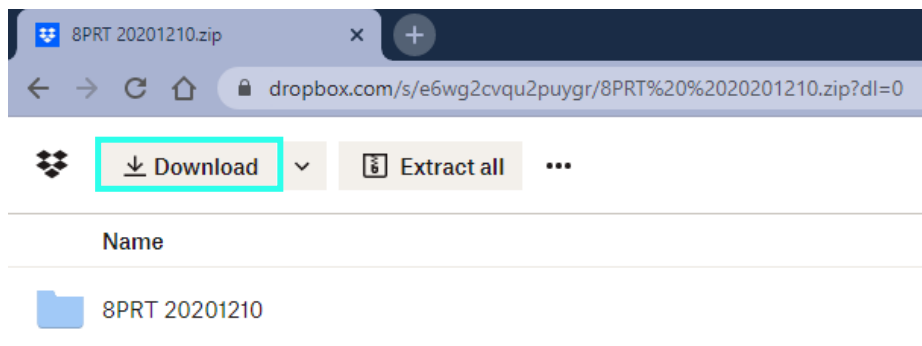 8PRT 20201210.zip
dropbox.com/s/e6wg2cvqu2puygr/8PRT%20%2020201210.zip?dl=0
Download Extract all
Name
8PRT 20201210